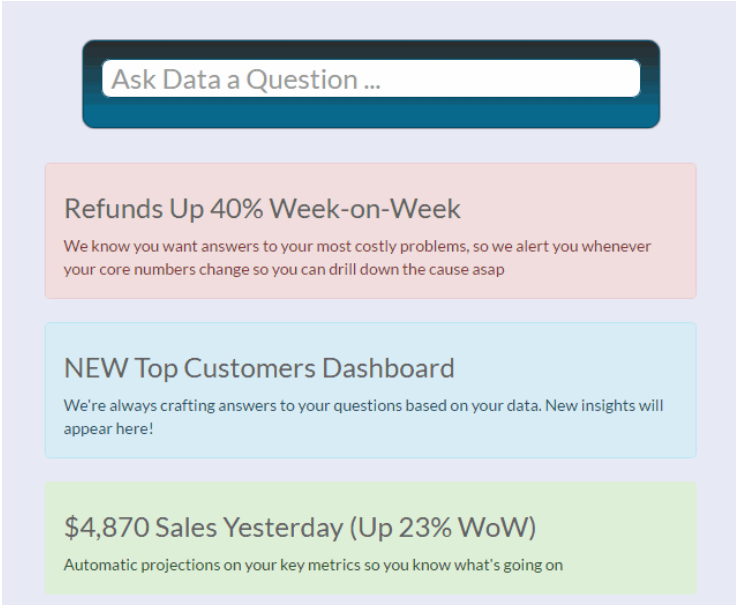 Ask Data a Question ...
Refunds Up 40% Week-on-Week
We know you want answers to your most costly problems, so we alert you whenever
your core numbers change so you can drill down the cause asap
NEW Top Customers Dashboard
We're always crafting answers to your questions based on your data. New insights will
appear here!
$4,870 Sales Yesterday (Up 23% WoW)
Automatic projections on your key metrics so you know what's going on